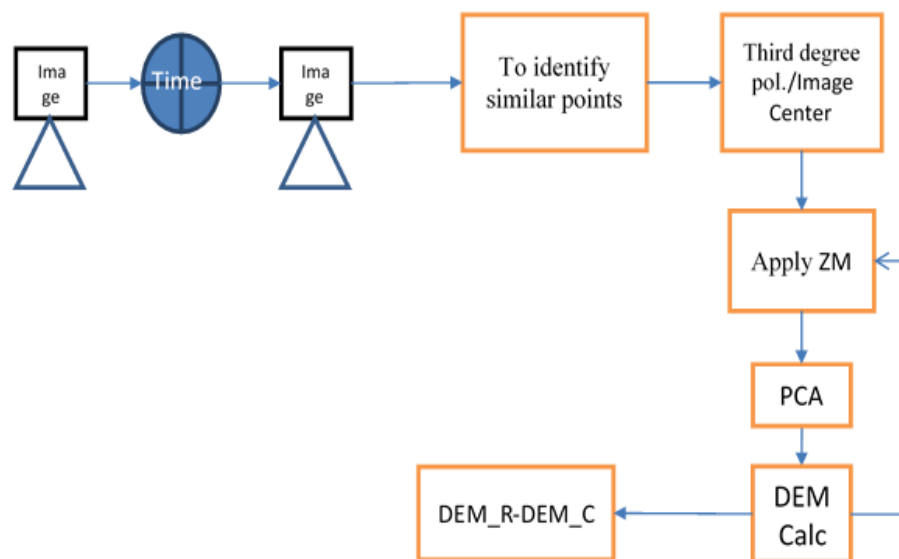 Ima
ge
Time
Ima
ge
To identify
similar points
Third degree
pol./Image
Center
Apply ZM
PCA
DEM
Calc
DEM_R-DEM_C